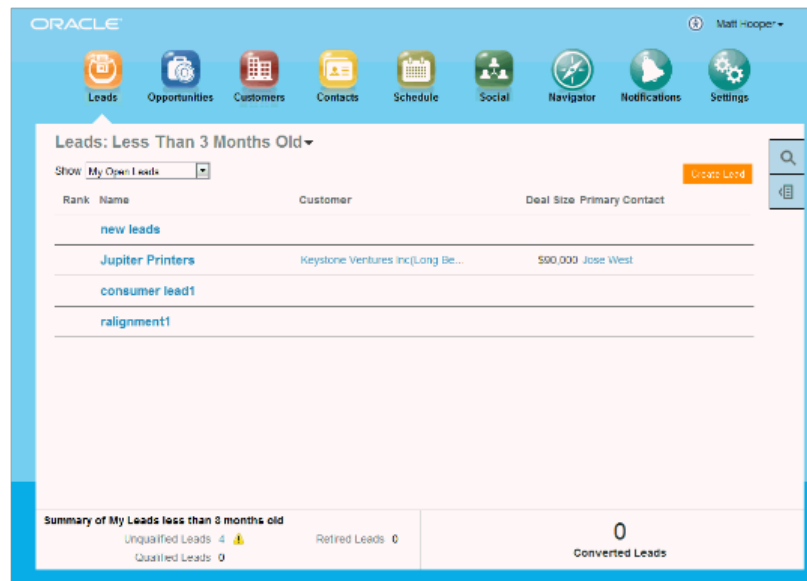 ORACLE
Matt Hooper
Leads Opportunities Customers Contacts Schedule Social Navigator Notifications Settings
Leads: Less Than 3 Months Old
Show My Open Leads
Create Lead
Rank Name Customer Deal Size Primary Contact
new leads
Jupiter Printers Keystone Ventures Inc(Long Be... $90,000 Jose West
consumer lead1
ralignment1
Summary of My Leads less than 3 months old
Unqualified Leads 4 Retired Leads 0
Qualified Leads 0
0
Converted Leads